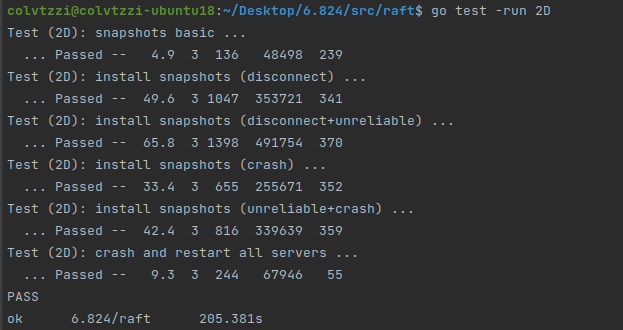 colvtzzi@colvtzzi-ubuntu18:~/Desktop/6.824/src/raft$ go test -run 2D
Test (2D): snapshots basic ...
  ... Passed --   4.9  3  136   48498  239
Test (2D): install snapshots (disconnect) ...
  ... Passed --  49.6  3 1047  353721  341
Test (2D): install snapshots (disconnect+unreliable) ...
  ... Passed --  65.8  3 1398  491754  370
Test (2D): install snapshots (crash) ...
  ... Passed --  33.4  3  655  255671  352
Test (2D): install snapshots (unreliable+crash) ...
  ... Passed --  42.4  3  816  339639  359
Test (2D): crash and restart all servers ...
  ... Passed --   9.3  3  244   67946   55
PASS
ok      6.824/raft      205.381s